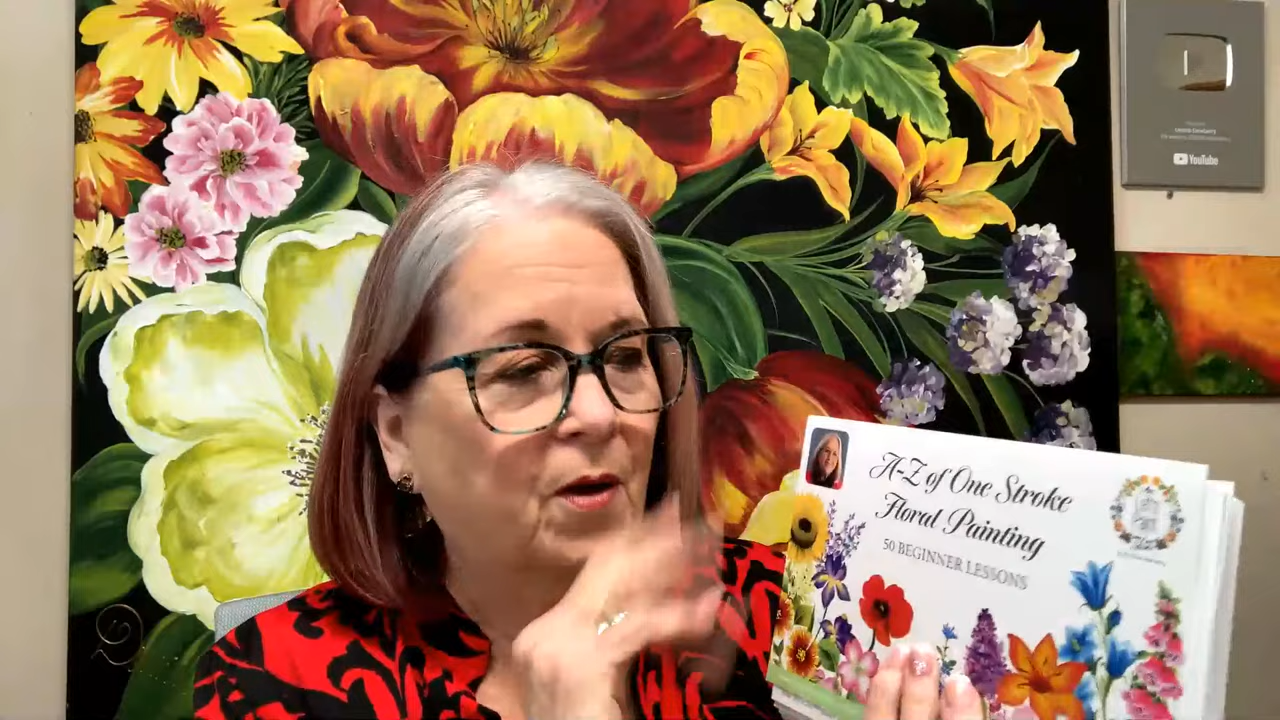 YouTube
A-Z of One Stroke
Floral Painting
50 BEGINNER LESSONS